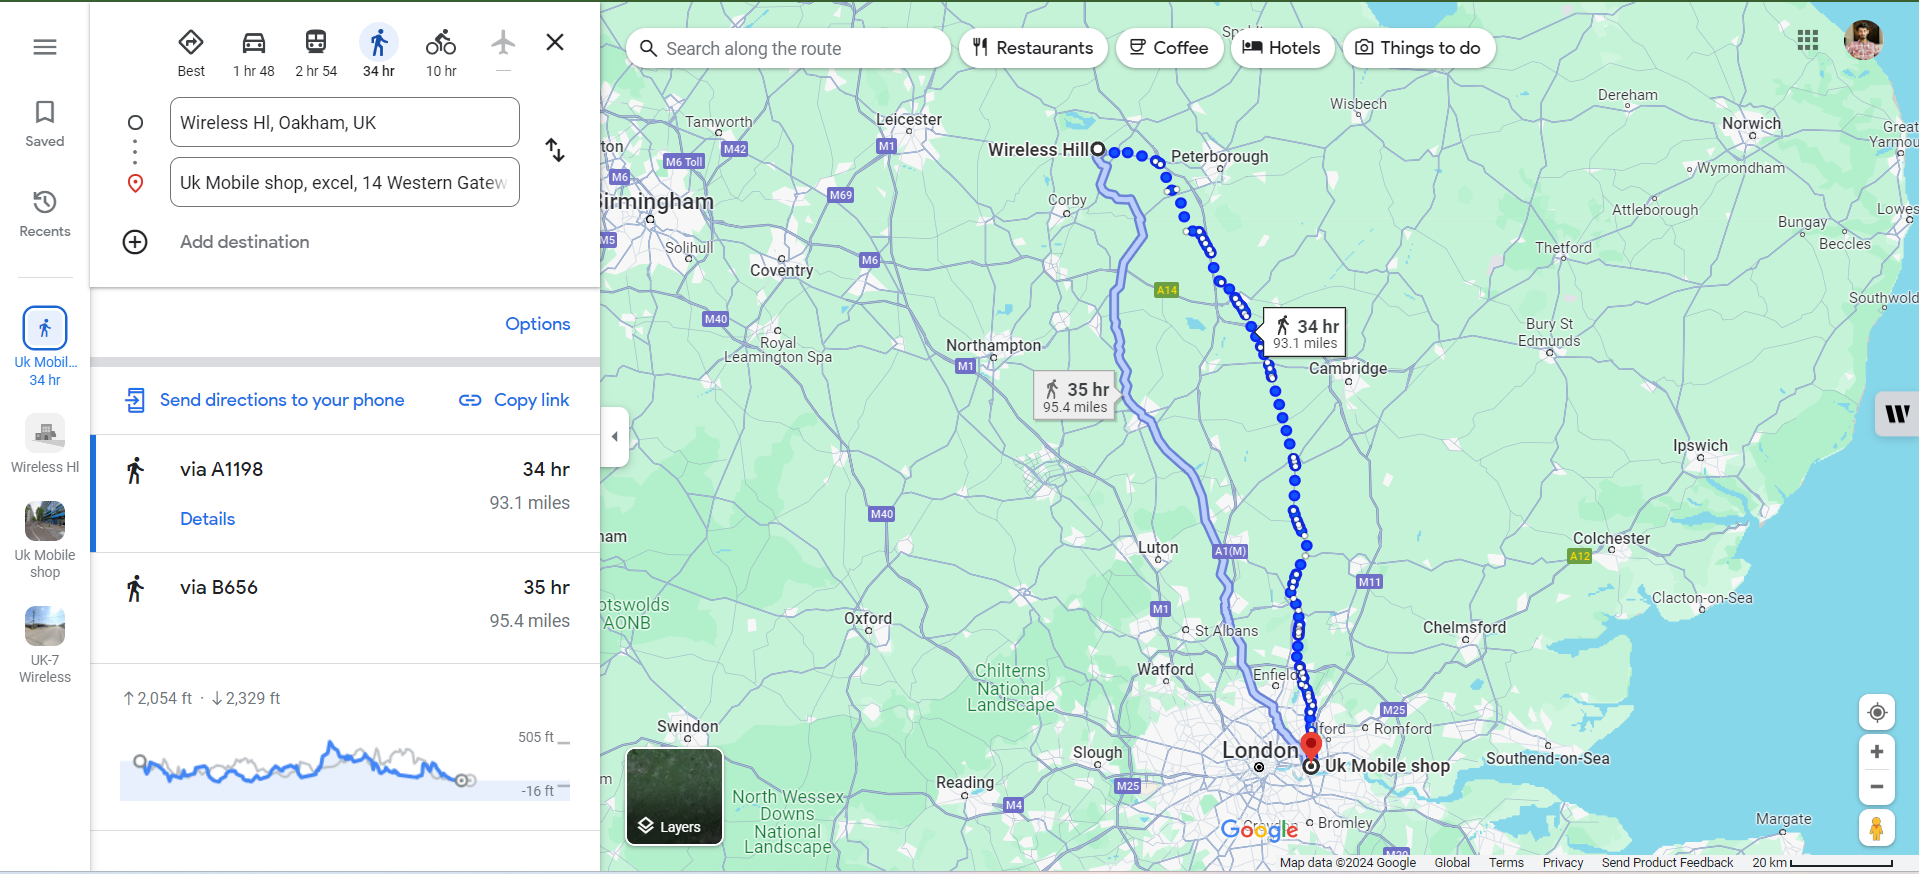 Best
1 hr 48
2 hr 54
34 hr
10 hr
Saved
Recents
Wireless Hl, Oakham, UK
Uk Mobile shop, excel, 14 Western Gatew
Add destination
Options
Send directions to your phone
Copy link
via A1198
34 hr
93.1 miles
Details
via B656
35 hr
95.4 miles
2,054 ft · 2,329 ft
505 ft
-16 ft
Uk Mobil...
34 hr
Wireless Hl
Uk Mobile
shop
UK-7
Wireless
Search along the route
Restaurants
Coffee
Hotels
Things to do
Wisbech
Dereham
Norwich
Great
Yarmou
Tamworth
Leicester
M42
M1
M6 Toll
M6
Wireless Hill
Peterborough
Wymondham
M69
Corby
irmingham
Attleborough
Lowes
Bungay
Beccles
M5
Solihull
Thetford
M6
Coventry
A14
Southwold
M40
34 hr
93.1 miles
Bury St
Edmunds
Royal
Leamington Spa
Northampton
M1
Cambridge
35 hr
95.4 miles
W
Ipswich
M40
ham
Luton
A1(M)
Colchester
A12
M11
otswolds
AONB
M1
Clacton-on-Sea
Oxford
St Albans
Chelmsford
Chilterns
National
Landscape
Watford
Enfield
M25
Swindon
lford
Romford
Slough
London
Uk Mobile shop
Southend-on-Sea
Reading
M25
M4
North Wessex
Downs
National
Landscape
Layers
Google
Bromley
Margate
M20
Map data ©2024 Google
Global
Terms
Privacy
Send Product Feedback
20 km